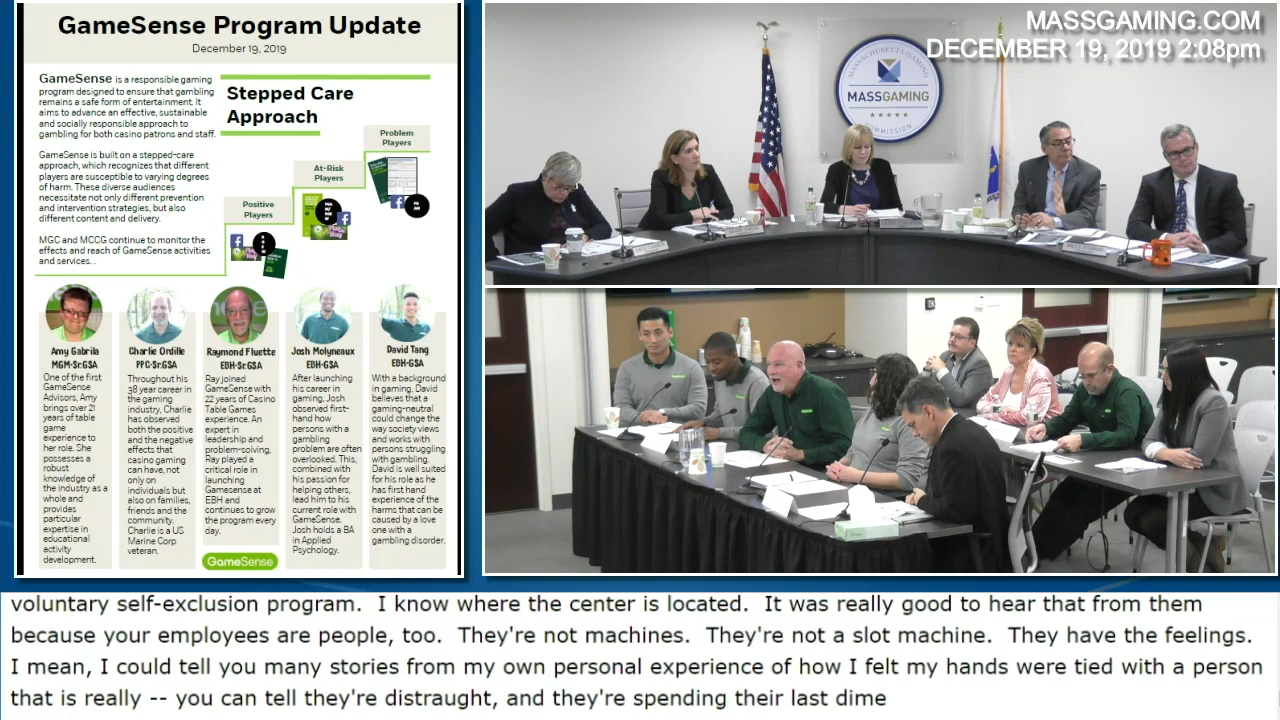 GameSense Program Update
December 19, 2019
GameSense is a responsible gaming
program designed to ensure that gambling
remains a safe form of entertainment. It
aims to advance an effective, sustainable
and socially responsible approach to
gambling for both casino patrons and staff.
GameSense is built on a stepped-care
approach, which recognizes that different
players are susceptible to varying degrees
of harm. These diverse audiences
necessitate not only different prevention
and intervention strategies, but also
different content and delivery.
MGC and MCCG continue to monitor the
effects and reach of GameSense activities
and services. .
Stepped Care
Approach
Problem
Players
At-Risk
Players
Positive
Players
Amy Gabrila
MGM-Sr.GSA
One of the first
GameSense
Advisors, Amy
brings over 21
years of table
game
experience to
her role. She
possesses a
robust
knowledge of
the industry as a
whole and
provides
particular
expertise in
educational
activity
development.
Charlie Ordille
PPC-Sr.GSA
Throughout his
38 year career in
the gaming
industry, Charlie
has observed
both the positive
and the negative
effects that
casino gaming
can have, not
only on
individuals but
also on families,
friends and the
community.
Charlie is a US
Marine Corp
veteran.
Raymond Fluette
EBH-Sr.GSA
Ray joined
GameSense with
22 years of Casino
Table Games
experience. An
expert in
leadership and
problem-solving,
Ray played a
critical role in
launching
Gamesense at
EBH and
continues to grow
the program every
day.
GameSense
Josh Molyneaux
EBH-GSA
After launching
his career in
gaming, Josh
observed first-
hand how
persons with a
gambling
problem are often
overlooked. This,
combined with
his passion for
helping others,
lead him to his
current role with
GameSense.
Josh holds a BA
in Applied
Psychology.
David Tang
EBH-GSA
With a background
in gaming, David
believes that a
gaming-neutral
could change the
way society views
and works with
persons struggling
with gambling.
David is well suited
for his role as he
has first hand
experience of the
harms that can be
caused by a love
one with a
gambling disorder.
MASSGAMING.COM
DECEMBER 19, 2019 2:08pm
MASSACHUSETTS GAMING
MASSGAMING
COMMISSION
voluntary self-exclusion program.  I know where the center is located.  It was really good to hear that from them
because your employees are people, too.  They're not machines.  They're not a slot machine.  They have the feelings.
I mean, I could tell you many stories from my own personal experience of how I felt my hands were tied with a person
that is really -- you can tell they're distraught, and they're spending their last dime